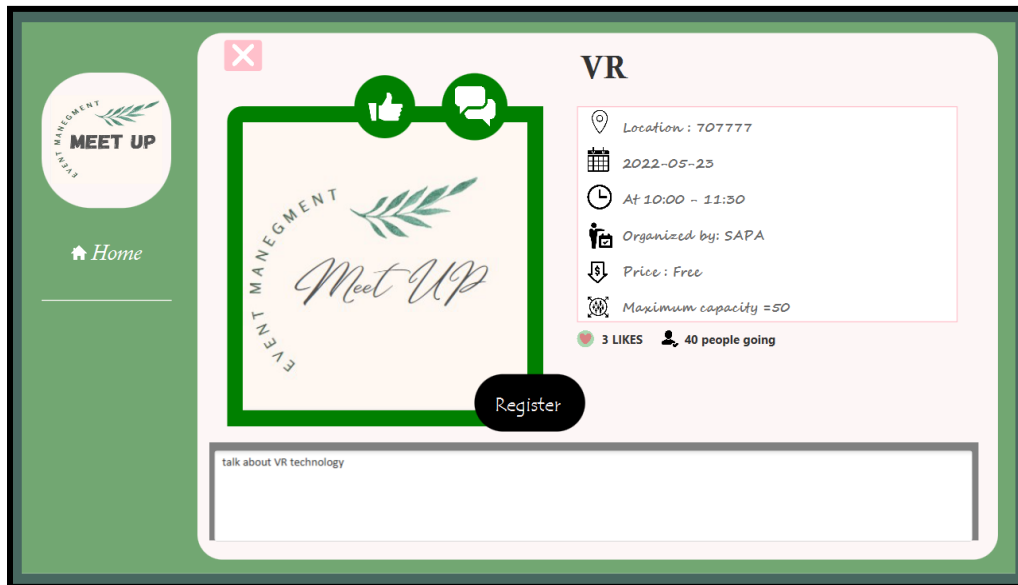 EVENT MANEGMENT
MEET UP
Home
VR
EVENT MANEGMENT
Meet UP
Location : 707777
2022-05-23
At 10:00 - 11:30
Organized by: SAPA
Price : Free
Maximum capacity =50
3 LIKES 40 people going
Register
talk about VR technology